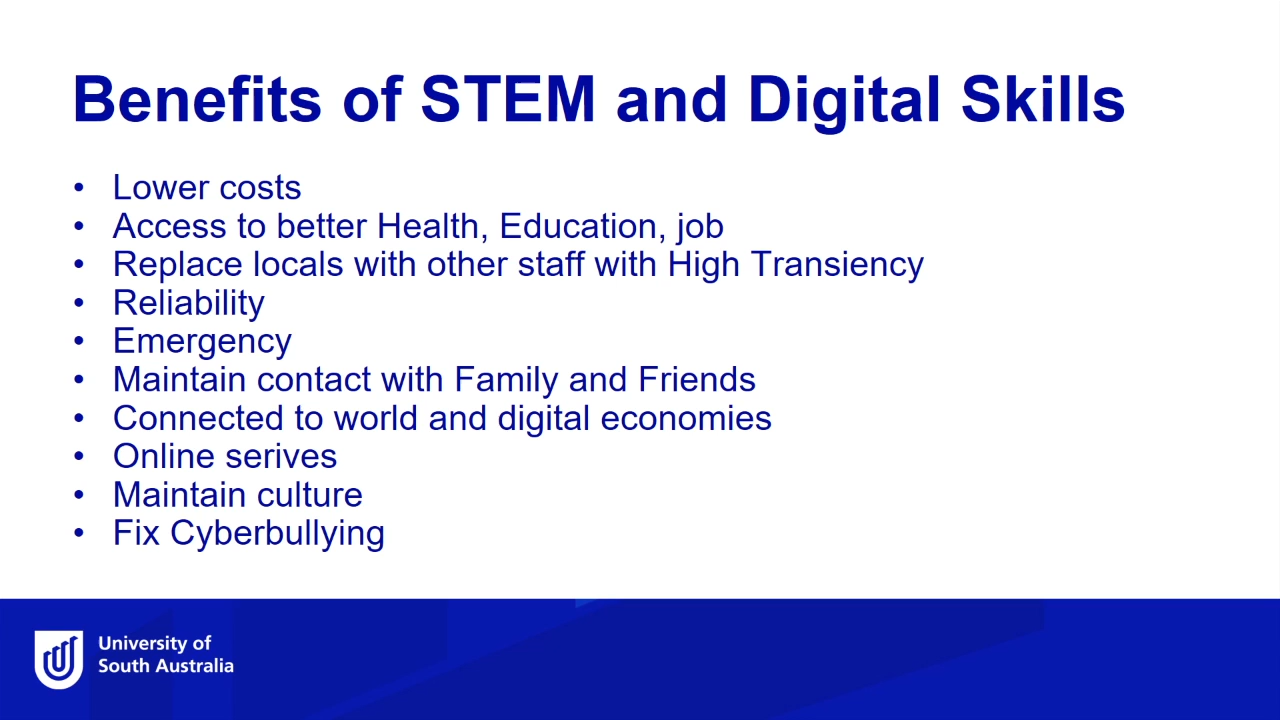 Benefits of STEM and Digital Skills
• Lower costs
• Access to better Health, Education, job
• Replace locals with other staff with High Transiency
• Reliability
• Emergency
• Maintain contact with Family and Friends
• Connected to world and digital economies
• Online serives
• Maintain culture
• Fix Cyberbullying
University of
South Australia